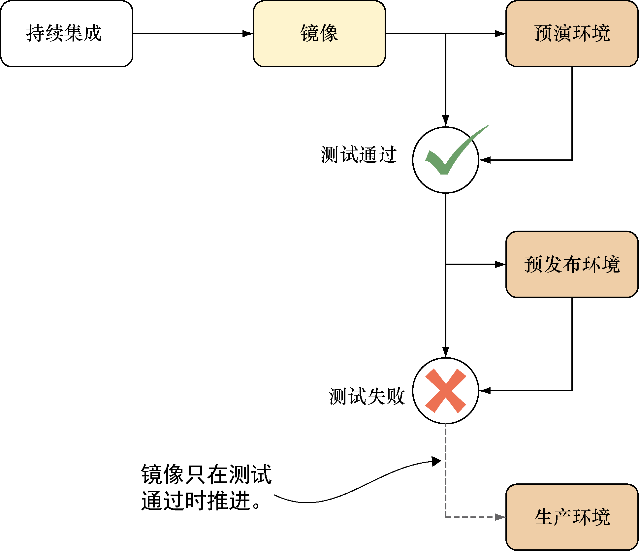 持续集成
镜像
预演环境
测试通过
预发布环境
测试失败
镜像只在测试
通过时推进。
生产环境